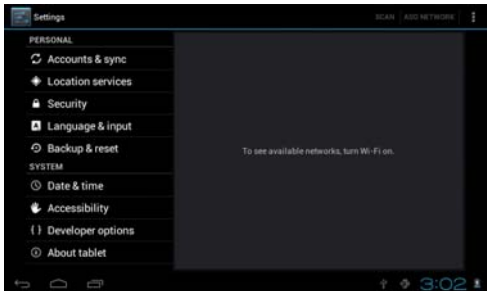 Settings
SCAN ADD NETWORK
PERSONAL
Accounts & sync
Location services
Security
Language & input
Backup & reset
SYSTEM
Date & time
Accessibility
{ } Developer options
About tablet
To see available networks, turn Wi-Fi on.
3:02